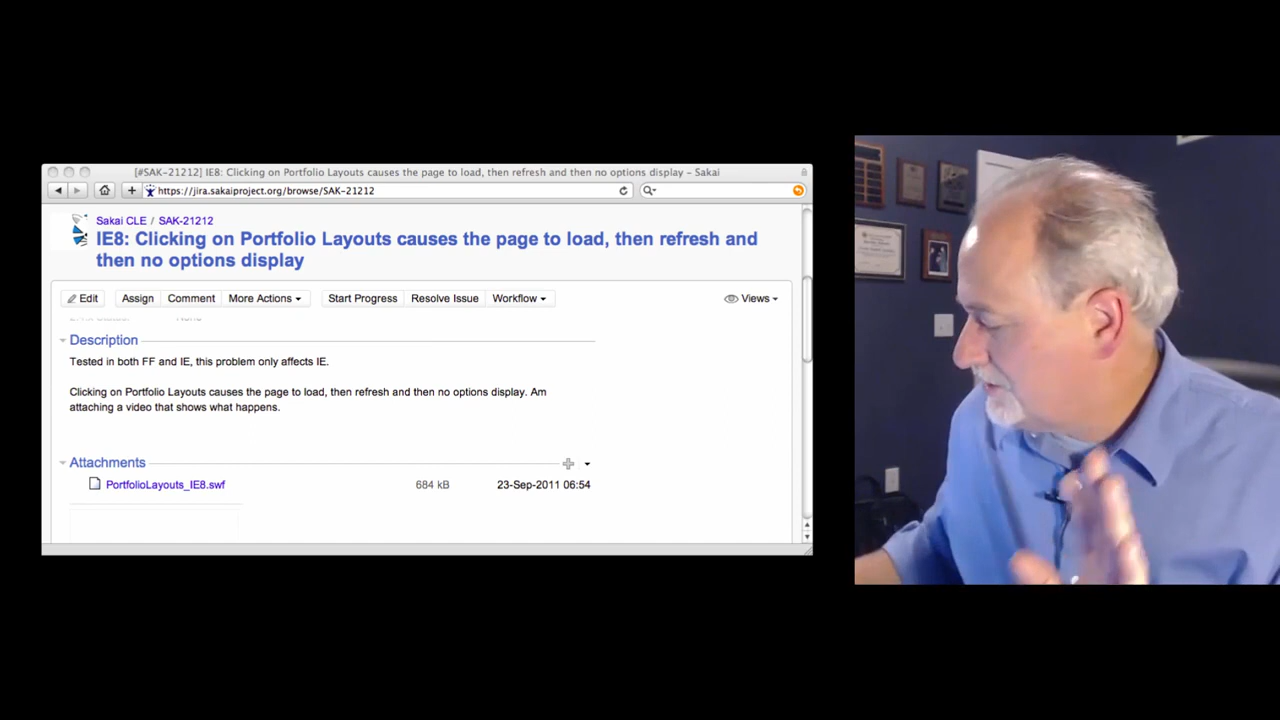 [#SAK-21212] IE8: Clicking on Portfolio Layouts causes the page to load, then refresh and then no options display – Sakai
https://jira.sakaiproject.org/browse/SAK-21212
Sakai CLE / SAK-21212
IE8: Clicking on Portfolio Layouts causes the page to load, then refresh and
then no options display
Edit Assign Comment More Actions Start Progress Resolve Issue Workflow Views
Description
Tested in both FF and IE, this problem only affects IE.
Clicking on Portfolio Layouts causes the page to load, then refresh and then no options display. Am
attaching a video that shows what happens.
Attachments
PortfolioLayouts_IE8.swf 684 kB 23-Sep-2011 06:54